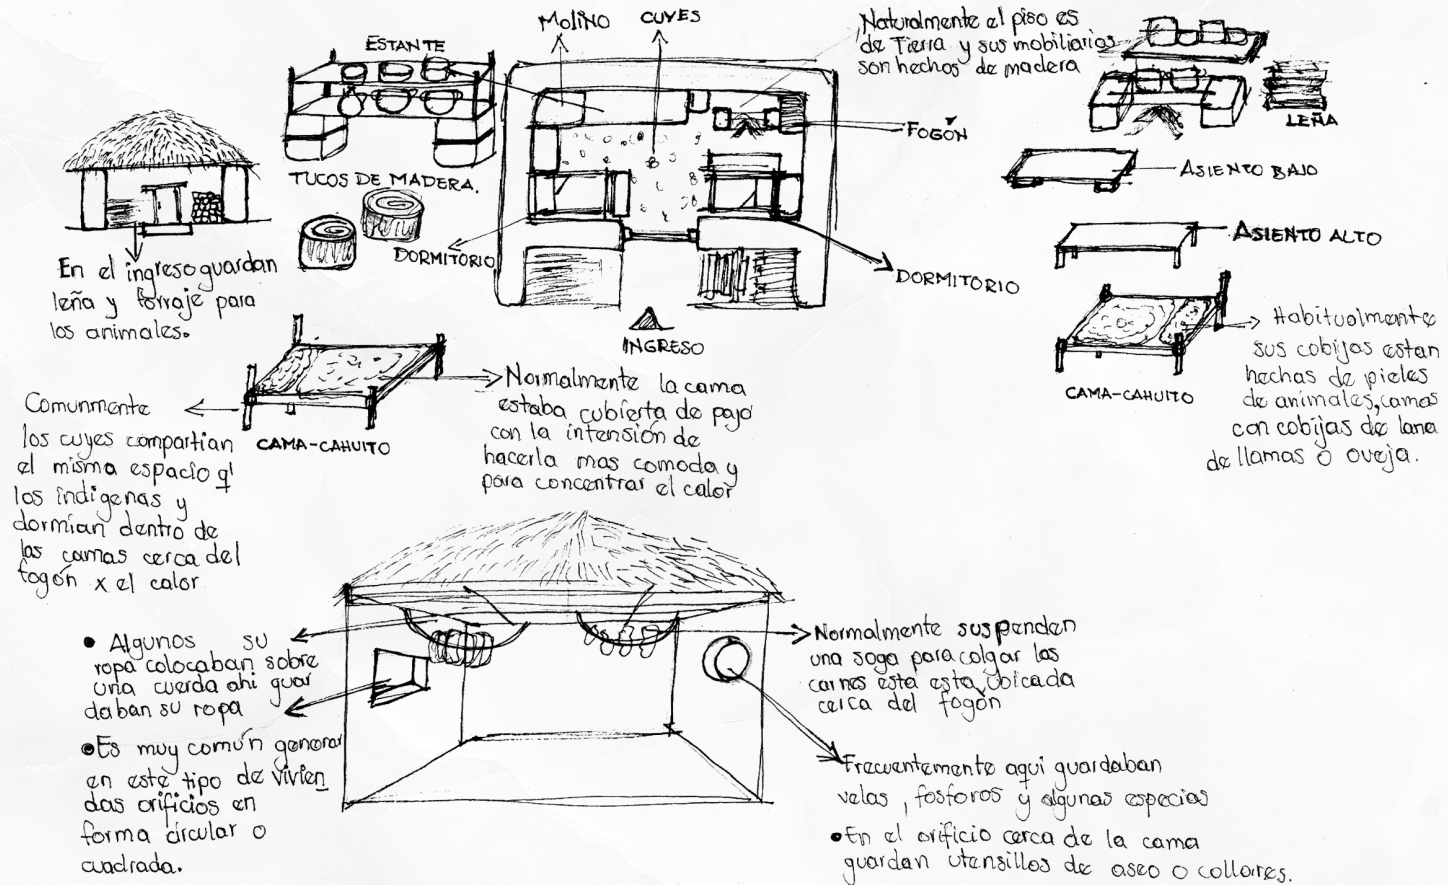 MOLINO
CUYES
ESTANTE
Naturalmente el piso es
de Tierra y sus mobiliarios
son hechos de madera
FOGÓN
LEÑA
TUCOS DE MADERA.
ASIENTO BAJO
DORMITORIO
ASIENTO ALTO
DORMITORIO
En el ingreso guardan
leña y forraje para
los animales.
INGRESO
CAMA-CAHUITO
Habitualmente
sus cobijas estan
hechas de pieles
de animales, camas
con cobijas de lana
de llamas o oveja.
Normalmente la cama
estaba cubierta de pajo
con la intensión de
hacerla mas comoda y
para concentrar el calor
CAMA-CAHUITO
Comunmente
los cuyes compartian
el misma espacio q'
los indigenas y
dormian dentro de
las camas cerca del
fogón x el calor
• Algunos su
ropa colocaban sobre
una cuerda ahi guar
daban su ropa
• Es muy común generar
en este tipo de vivien
das orificios en
forma circular o
cuadrada.
Normalmente suspenden
una soga para colgar las
carnes esta esta ubicada
cerca del fogón
Frecuentemente aqui guardaban
velas, fosforos y algunas especias
• En el orificio cerca de la cama
guardan utensillos de aseo o collares.